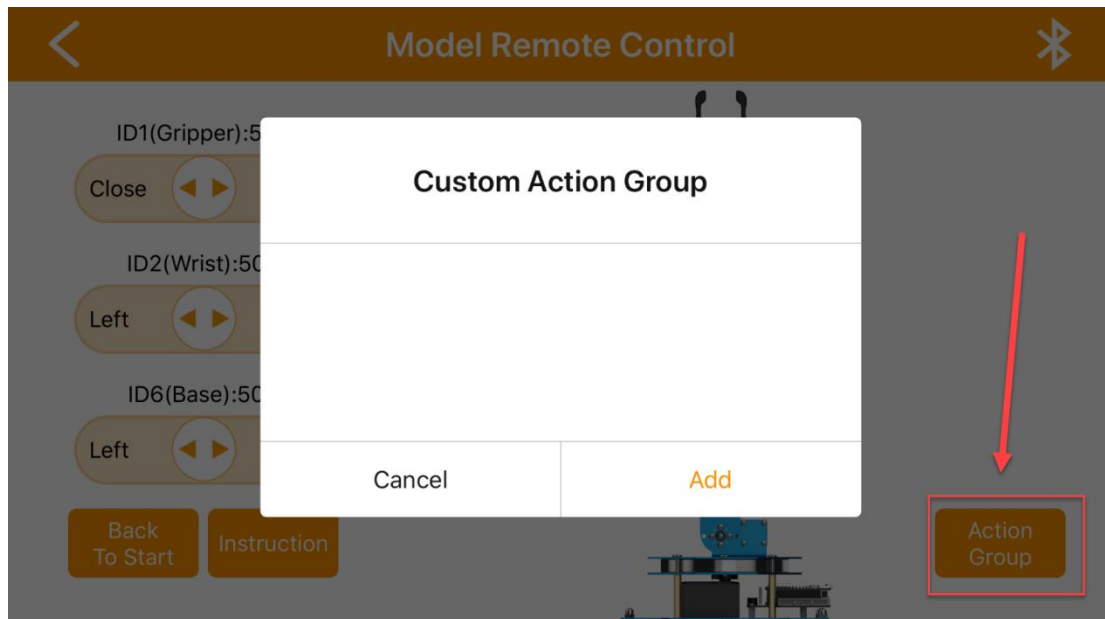 Model Remote Control
ID1(Gripper):5
Close
Custom Action Group
ID2(Wrist):50
Left
ID6(Base):50
Left
Cancel
Add
Back
To Start
Instruction
Action
Group